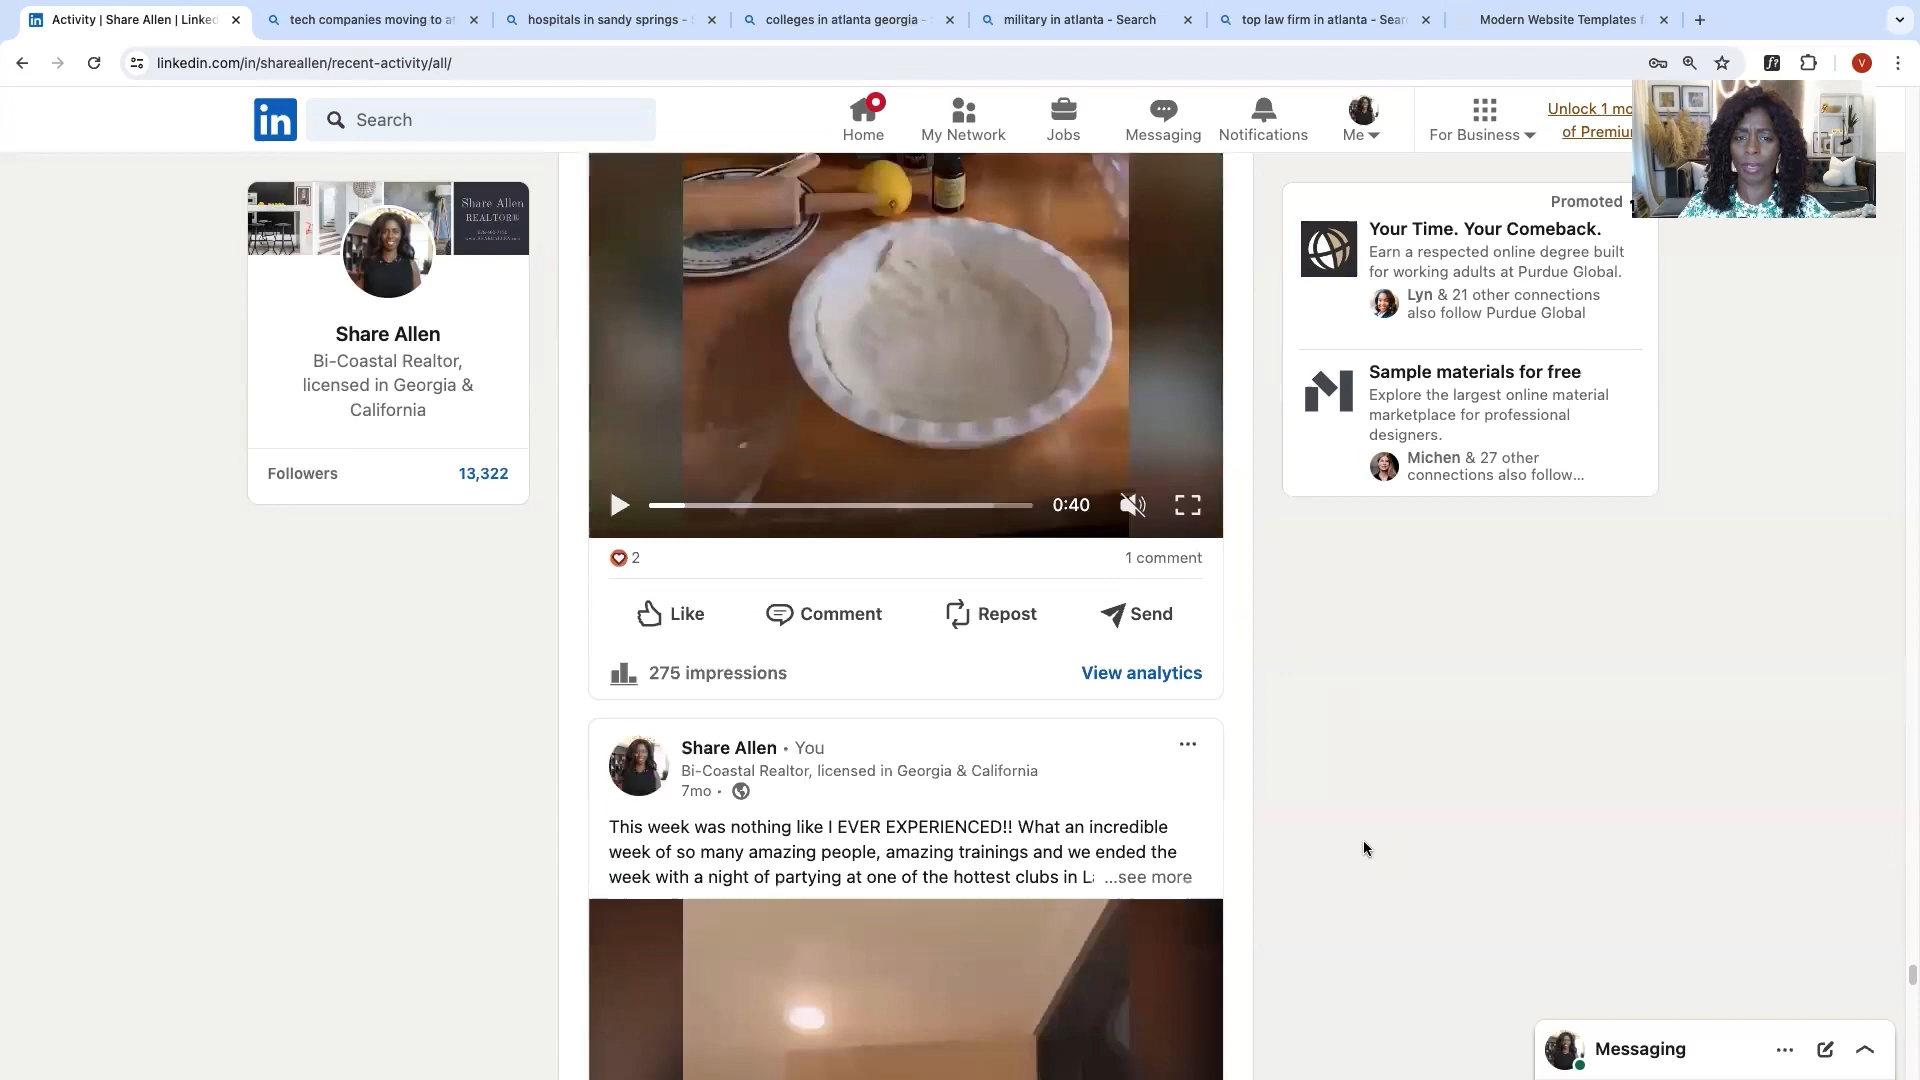 Activity | Share Allen | Linked
tech companies moving to a
hospitals in sandy springs -
colleges in atlanta georgia -
military in atlanta - Search
top law firm in atlanta - Sear
Modern Website Templates f
linkedin.com/in/shareallen/recent-activity/all/
V
in
Search
Home
My Network
Jobs
Messaging
Notifications
Me
For Business
Unlock 1 mo
of Premiu
Share Allen
REALTOR®
Share Allen
Bi-Coastal Realtor,
licensed in Georgia &
California
Followers 13,322
0:40
2
1 comment
Like
Comment
Repost
Send
275 impressions
View analytics
Share Allen • You
Bi-Coastal Realtor, licensed in Georgia & California
7mo •
This week was nothing like I EVER EXPERIENCED!! What an incredible
week of so many amazing people, amazing trainings and we ended the
week with a night of partying at one of the hottest clubs in L ...see more
Promoted
Your Time. Your Comeback.
Earn a respected online degree built
for working adults at Purdue Global.
Lyn & 21 other connections
also follow Purdue Global
Sample materials for free
Explore the largest online material
marketplace for professional
designers.
Michen & 27 other
connections also follow...
Messaging